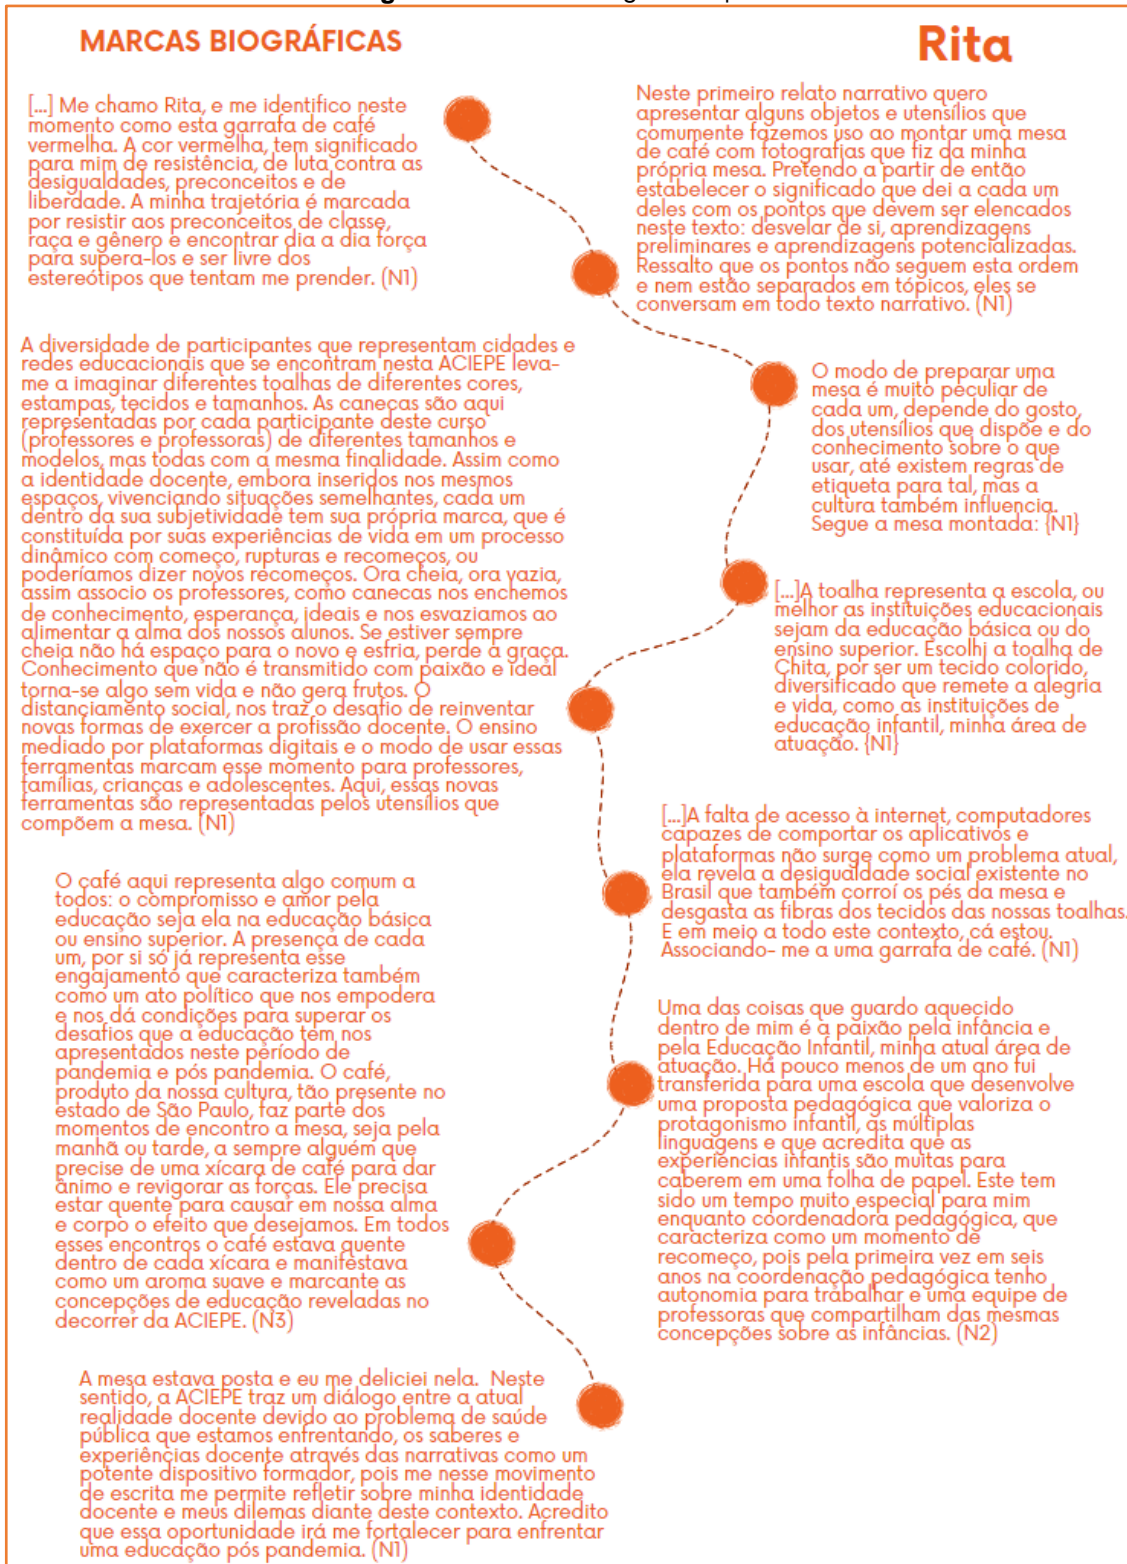 MARCAS BIOGRÁFICAS
Rita
[...] Me chamo Rita, e me identifico neste
momento como esta garrafa de café
vermelha. A cor vermelha, tem significado
para mim de resistência, de luta contra as
desigualdades, preconceitos e de
liberdade. A minha trajetória é marcada
por resistir aos preconceitos de classe,
raça e gênero e encontrar dia a dia força
para supera-los e ser livre dos
estereótipos que tentam me prender. (N1)
Neste primeiro relato narrativo quero
apresentar alguns objetos e utensílios que
comumente fazemos uso ao montar uma mesa
de café com fotografias que fiz da minha
própria mesa. Pretendo a partir de então
estabelecer o significado que dei a cada um
deles com os pontos que devem ser elencados
neste texto: desvelar de si, aprendizagens
preliminares e aprendizagens potencializadas.
Ressalto que os pontos não seguem esta ordem
e nem estão separados em tópicos, eles se
conversam em todo texto narrativo. (N1)
O modo de preparar uma
mesa é muito peculiar de
cada um, depende do gosto,
dos utensílios que dispõe e do
conhecimento sobre o que
usar, até existem regras de
etiqueta para tal, mas a
cultura também influencia.
Segue a mesa montada: {N1}
[...]A toalha representa a escola, ou
melhor as instituições educacionais
sejam da educação básica ou do
ensino superior. Escolhi a toalha de
Chita, por ser um tecido colorido,
diversificado que remete a alegria
e vida, como as instituições de
educação infantil, minha área de
atuação. {N1}
A diversidade de participantes que representam cidades e
redes educacionais que se encontram nesta ACIEPE leva-
me a imaginar diferentes toalhas de diferentes cores,
estampas, tecidos e tamanhos. As canecas são aqui
representadas por cada participante deste curso
(professores e professoras) de diferentes tamanhos e
modelos, mas todas com a mesma finalidade. Assim como
a identidade docente, embora inseridos nos mesmos
espaços, vivenciando situações semelhantes, cada um
dentro da sua subjetividade tem sua própria marca, que é
constituída por suas experiências de vida em um processo
dinâmico com começo, rupturas e recomeços, ou
poderíamos dizer novos recomeços. Ora cheia, ora vazia,
assim associo os professores, como canecas nos enchemos
de conhecimento, esperança, ideais e nos esvaziamos ao
alimentar a alma dos nossos alunos. Se estiver sempre
cheia não há espaço para o novo e esfria, perde a graça.
Conhecimento que não é transmitido com paixão e ideal
torna-se algo sem vida e não gera frutos. O
distanciamento social, nos traz o desafio de reinventar
novas formas de exercer a profissão docente. O ensino
mediado por plataformas digitais e o modo de usar essas
ferramentas marcam esse momento para professores,
famílias, crianças e adolescentes. Aqui, essas novas
ferramentas são representadas pelos utensílios que
compõem a mesa. (N1)
[...]A falta de acesso à internet, computadores
capazes de comportar os aplicativos e
plataformas não surge como um problema atual,
ela revela a desigualdade social existente no
Brasil que também corroí os pés da mesa e
desgasta as fibras dos tecidos das nossas toalhas.
E em meio a todo este contexto, cá estou.
Associando- me a uma garrafa de café. (N1)
Uma das coisas que guardo aquecido
dentro de mim é a paixão pela infância e
pela Educação Infantil, minha atual área de
atuação. Há pouco menos de um ano fui
transferida para uma escola que desenvolve
uma proposta pedagógica que valoriza o
protagonismo infantil, as múltiplas
linguagens e que acredita que as
experiencias infantis são muitas para
caberem em uma folha de papel. Este tem
sido um tempo muito especial para mim
enquanto coordenadora pedagógica, que
caracteriza como um momento de
recomeço, pois pela primeira vez em seis
anos na coordenação pedagógica tenho
autonomia para trabalhar e uma equipe de
professoras que compartilham das mesmas
concepções sobre as infâncias. (N2)
O café aqui representa algo comum a
todos: o compromisso e amor pela
educação seja ela na educação básica
ou ensino superior. A presença de cada
um, por si só já representa esse
engajamento que caracteriza também
como um ato político que nos empodera
e nos dá condições para superar os
desafios que a educação tem nos
apresentados neste período de
pandemia e pós pandemia. O café,
produto da nossa cultura, tão presente no
estado de São Paulo, faz parte dos
momentos de encontro a mesa, seja pela
manhã ou tarde, a sempre alguém que
precise de uma xícara de café para dar
ânimo e revigorar as forças. Ele precisa
estar quente para causar em nossa alma
e corpo o efeito que desejamos. Em todos
esses encontros o café estava quente
dentro de cada xícara e manifestava
como um aroma suave e marcante as
concepções de educação reveladas no
decorrer da ACIEPE. (N3)
A mesa estava posta e eu me deliciei nela. Neste
sentido, a ACIEPE traz um diálogo entre a atual
realidade docente devido ao problema de saúde
pública que estamos enfrentando, os saberes e
experiências docente através das narrativas como um
potente dispositivo formador, pois me nesse movimento
de escrita me permite refletir sobre minha identidade
docente e meus dilemas diante deste contexto. Acredito
que essa oportunidade irá me fortalecer para enfrentar
uma educação pós pandemia. (N1)